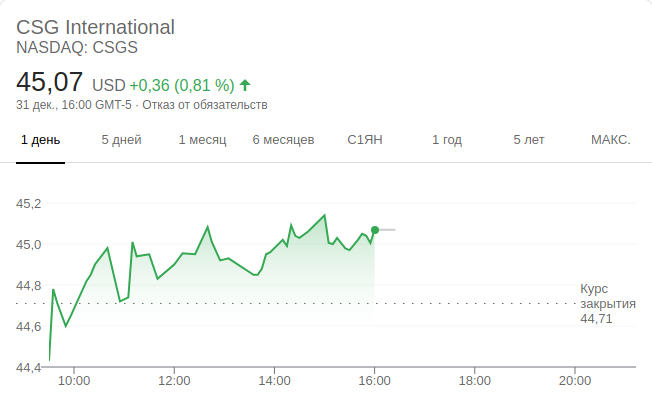 CSG International
NASDAQ: CSGS
45,07 USD +0,36 (0,81 %)
31 дек., 16:00 GMT-5 · Отказ от обязательств
1 день 5 дней 1 месяц 6 месяцев С1ЯН 1 год 5 лет МАКС.
45,2
45,0
44,8
44,6
44,4
Курс
закрытия
44,71
10:00 12:00 14:00 16:00 18:00 20:00